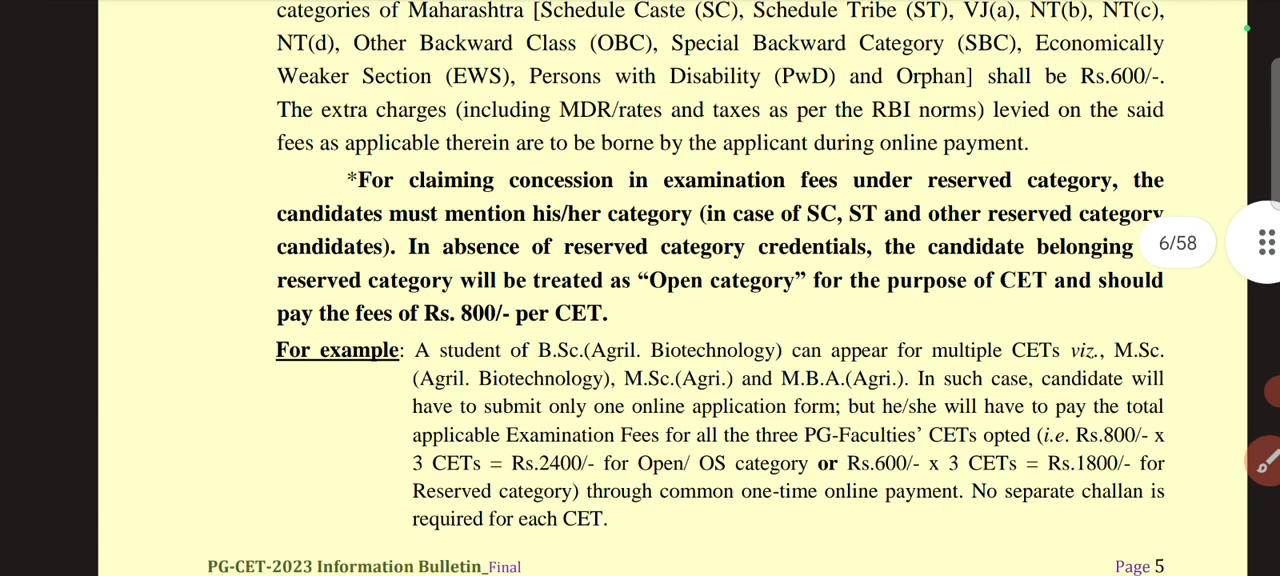 categories of Maharashtra [Schedule Caste (SC), Schedule Tribe (ST), VJ(a), NT(b), NT(c),
NT(d), Other Backward Class (OBC), Special Backward Category (SBC), Economically
Weaker Section (EWS), Persons with Disability (PwD) and Orphan] shall be Rs.600/-.
The extra charges (including MDR/rates and taxes as per the RBI norms) levied on the said
fees as applicable therein are to be borne by the applicant during online payment.
*For claiming concession in examination fees under reserved category, the
candidates must mention his/her category (in case of SC, ST and other reserved category
candidates). In absence of reserved category credentials, the candidate belonging
6/58
reserved category will be treated as “Open category” for the purpose of CET and should
pay the fees of Rs. 800/- per CET.
For example: A student of B.Sc.(Agril. Biotechnology) can appear for multiple CETs viz., M.Sc.
(Agril. Biotechnology), M.Sc.(Agri.) and M.B.A.(Agri.). In such case, candidate will
have to submit only one online application form; but he/she will have to pay the total
applicable Examination Fees for all the three PG-Faculties’ CETs opted (i.e. Rs.800/- x
3 CETs = Rs.2400/- for Open/ OS category or Rs.600/- x 3 CETs = Rs.1800/- for
Reserved category) through common one-time online payment. No separate challan is
required for each CET.
PG-CET-2023 Information Bulletin_Final Page 5